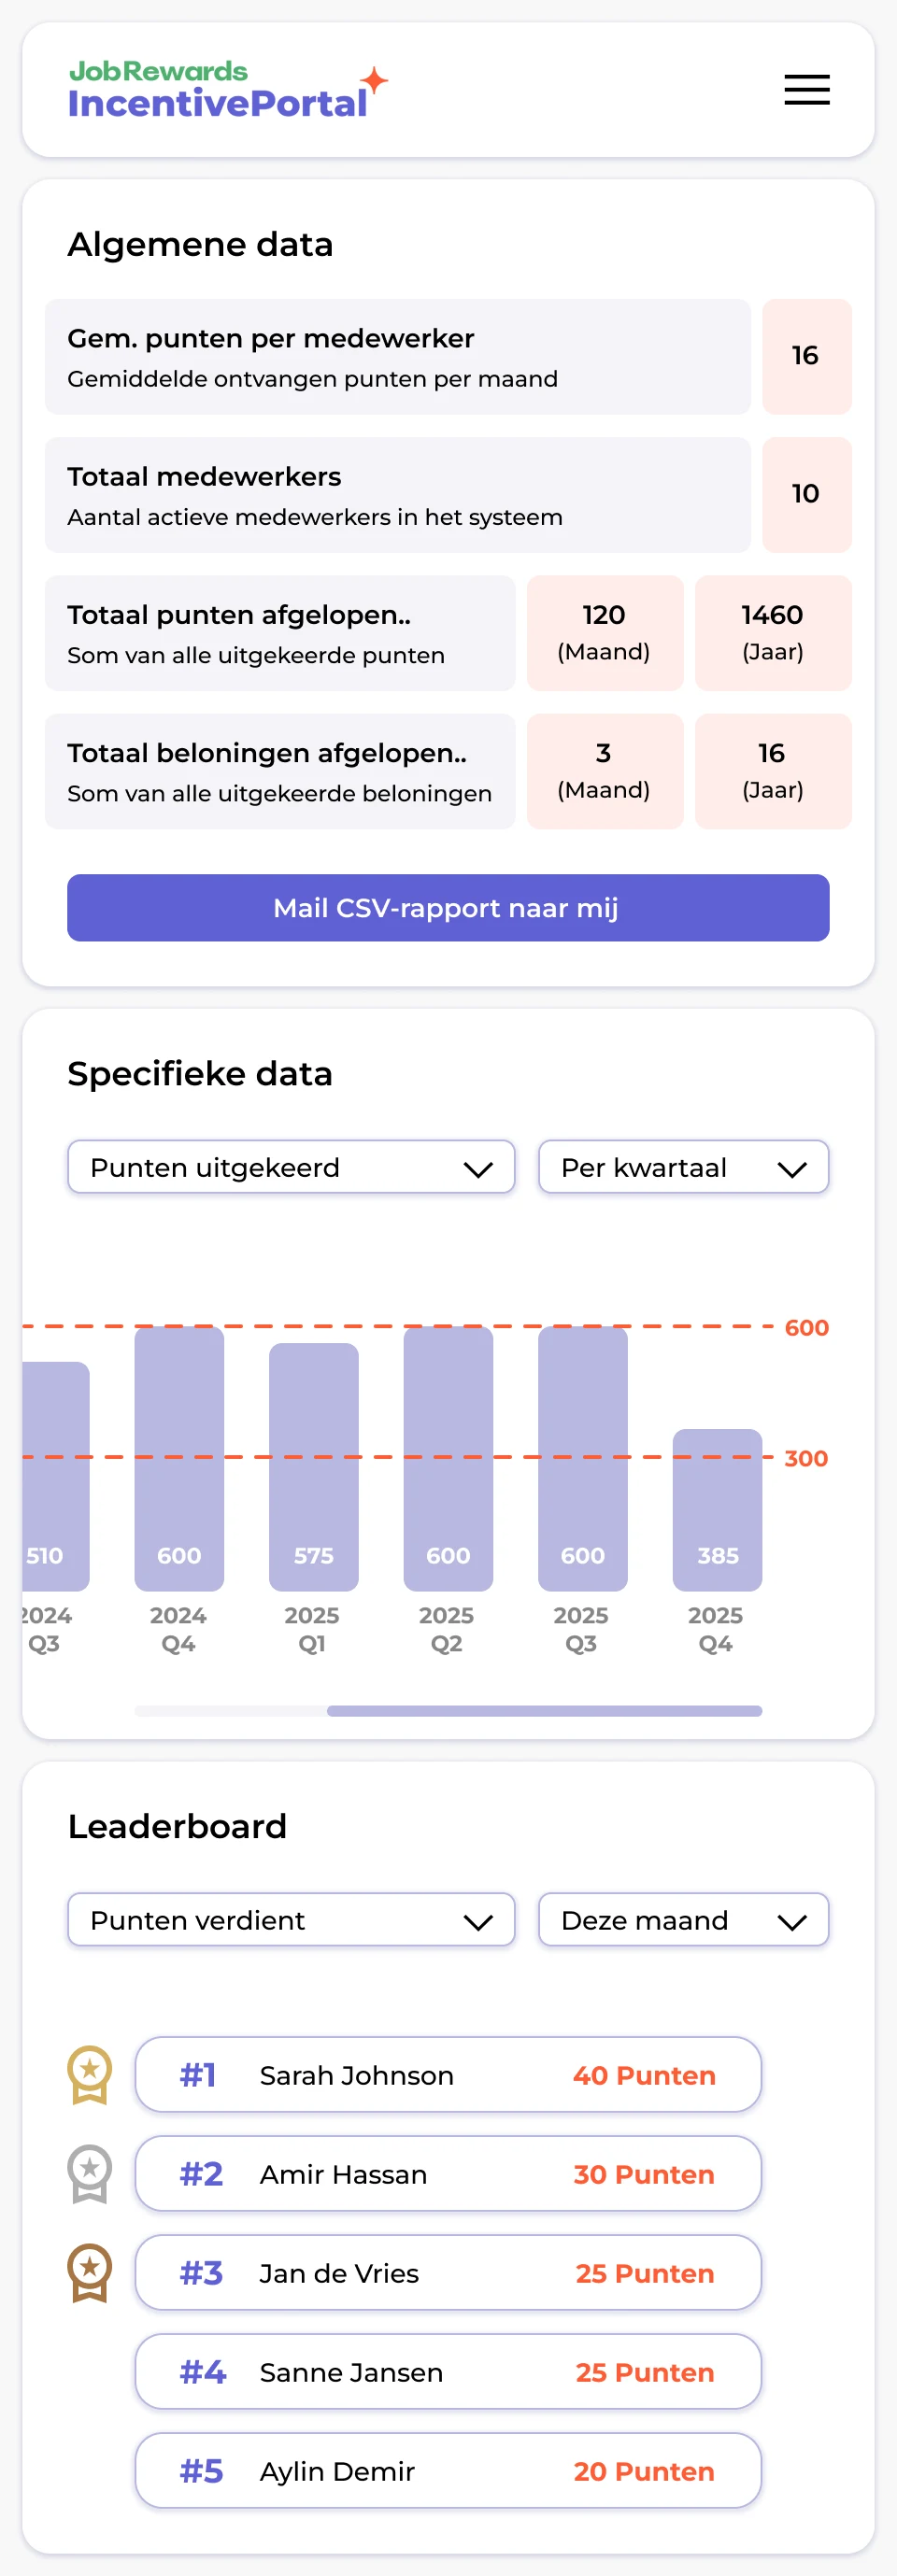 JobRewards
IncentivePortal
Algemene data
Gem. punten per medewerker
Gemiddelde ontvangen punten per maand
16
Totaal medewerkers
Aantal actieve medewerkers in het systeem
10
Totaal punten afgelopen..
Som van alle uitgekeerde punten
120
(Maand)
1460
(Jaar)
Totaal beloningen afgelopen..
Som van alle uitgekeerde beloningen
3
(Maand)
16
(Jaar)
Mail CSV-rapport naar mij
Specifieke data
Punten uitgekeerd
Per kwartaal
600
300
510
600
575
600
600
385
2024
Q3
2024
Q4
2025
Q1
2025
Q2
2025
Q3
2025
Q4
Leaderboard
Punten verdient
Deze maand
#1 Sarah Johnson 40 Punten
#2 Amir Hassan 30 Punten
#3 Jan de Vries 25 Punten
#4 Sanne Jansen 25 Punten
#5 Aylin Demir 20 Punten